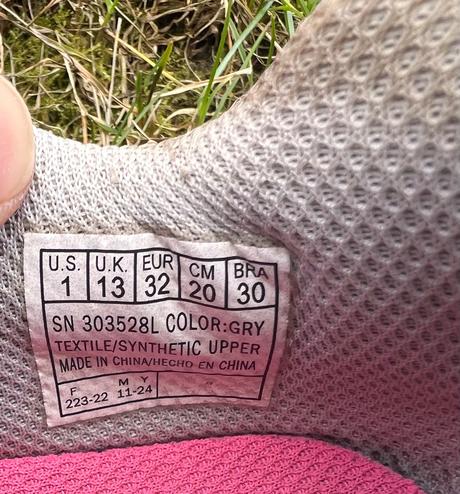 U.S. U.K. EUR CM BRA
1 13 32 20 30
SN 303528L COLOR:GRY
TEXTILE/SYNTHETIC UPPER
MADE IN CHINA/HECHO EN CHINA
F M Y
223-22 11-24